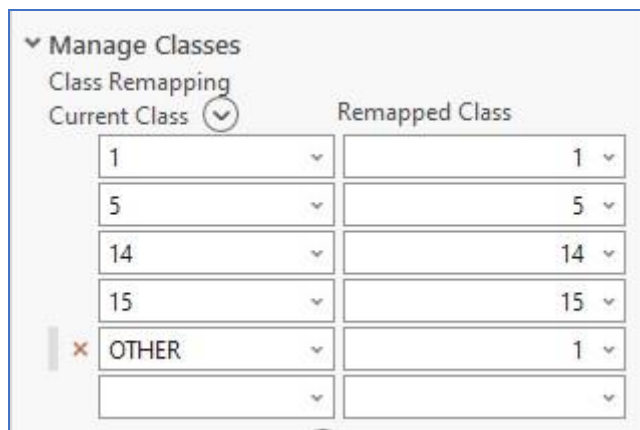 Manage Classes
Class Remapping
Current Class Remapped Class
1 1
5 5
14 14
15 15
OTHER 1